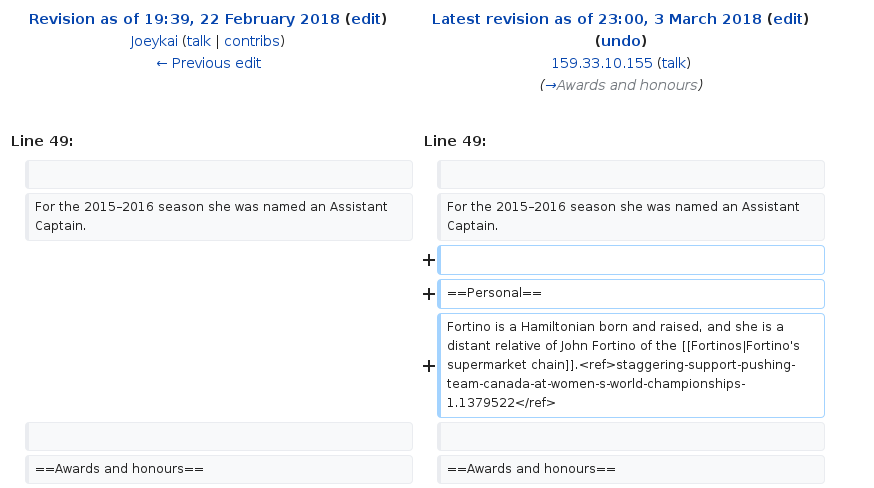 Revision as of 19:39, 22 February 2018 (edit)
Joeykai (talk | contribs)
← Previous edit
Latest revision as of 23:00, 3 March 2018 (edit)
(undo)
159.33.10.155 (talk)
(→Awards and honours)
Line 49:
Line 49:
For the 2015–2016 season she was named an Assistant
Captain.
For the 2015–2016 season she was named an Assistant
Captain.
+
+ ==Personal==
+ Fortino is a Hamiltonian born and raised, and she is a
distant relative of John Fortino of the [[Fortinos|Fortino's
supermarket chain]].<ref>staggering-support-pushing-
team-canada-at-women-s-world-championships-
1.1379522</ref>
==Awards and honours==
==Awards and honours==